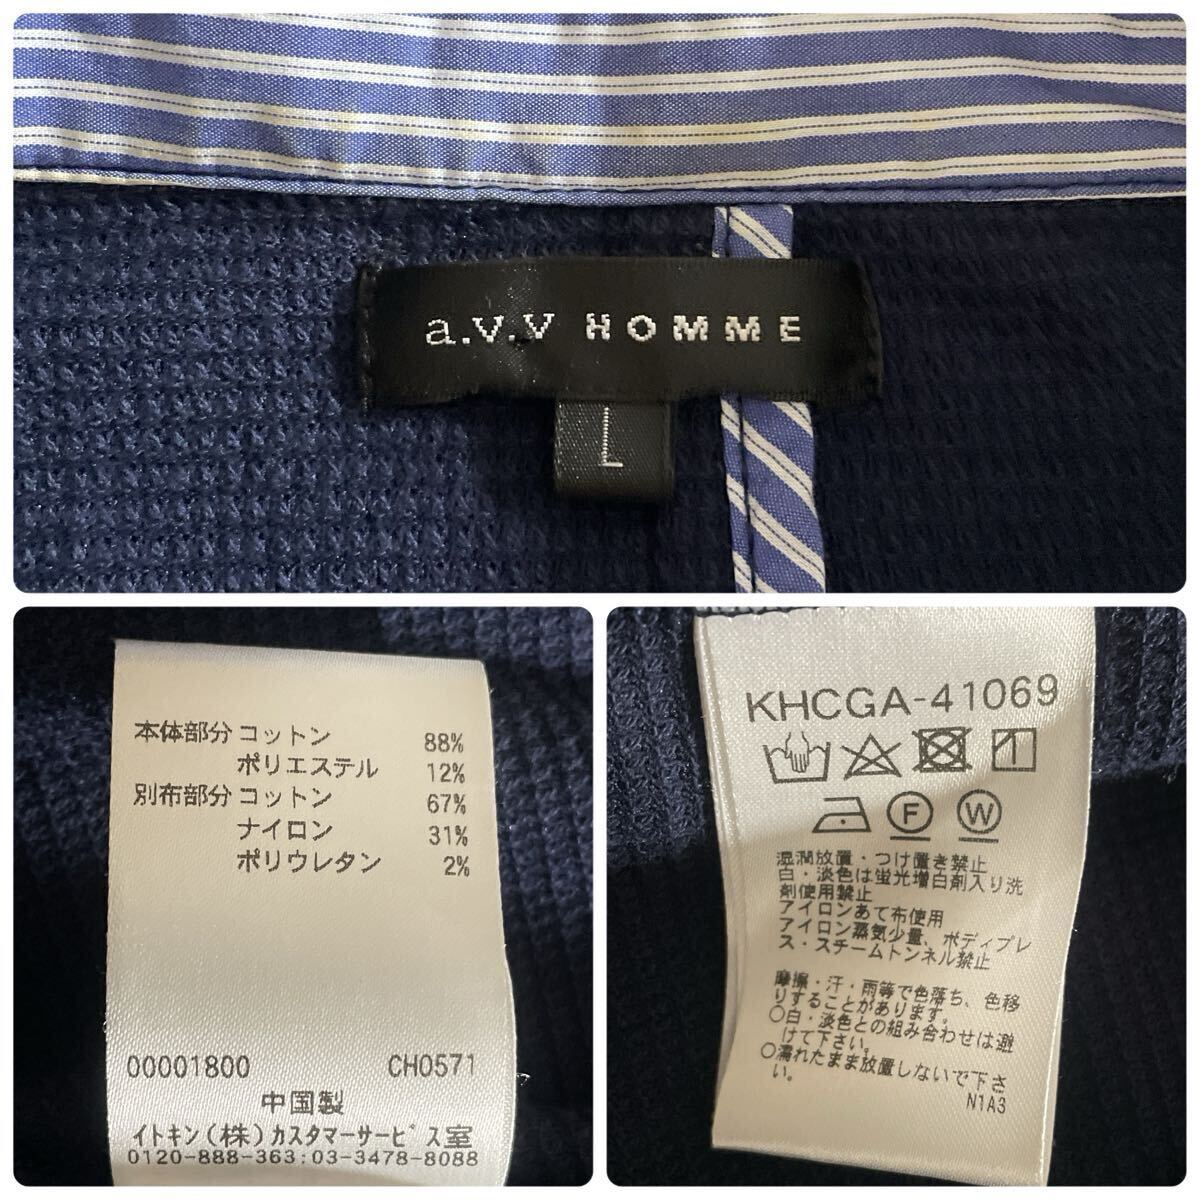 a.v.v HOMME
L
本体部分 コットン 88%
ポリエステル 12%
別布部分 コットン 67%
ナイロン 31%
ポリウレタン 2%
00001800 CH0571
中国製
イトキン(株)カスタマーサービス室
0120-888-363:03-3478-8088
KHCGA-41069
F W
湿潤放置・つけ置き禁止
白・淡色は蛍光増白剤入り洗
剤使用禁止
アイロンあて布使用
アイロン蒸気少量、ボディプレ
ス・スチームトンネル禁止
摩擦・汗・雨等で色落ち、色移
りすることがあります。
○白・淡色との組み合わせは避
けて下さい。
○濡れたまま放置しないで下さ
い。
N1A3